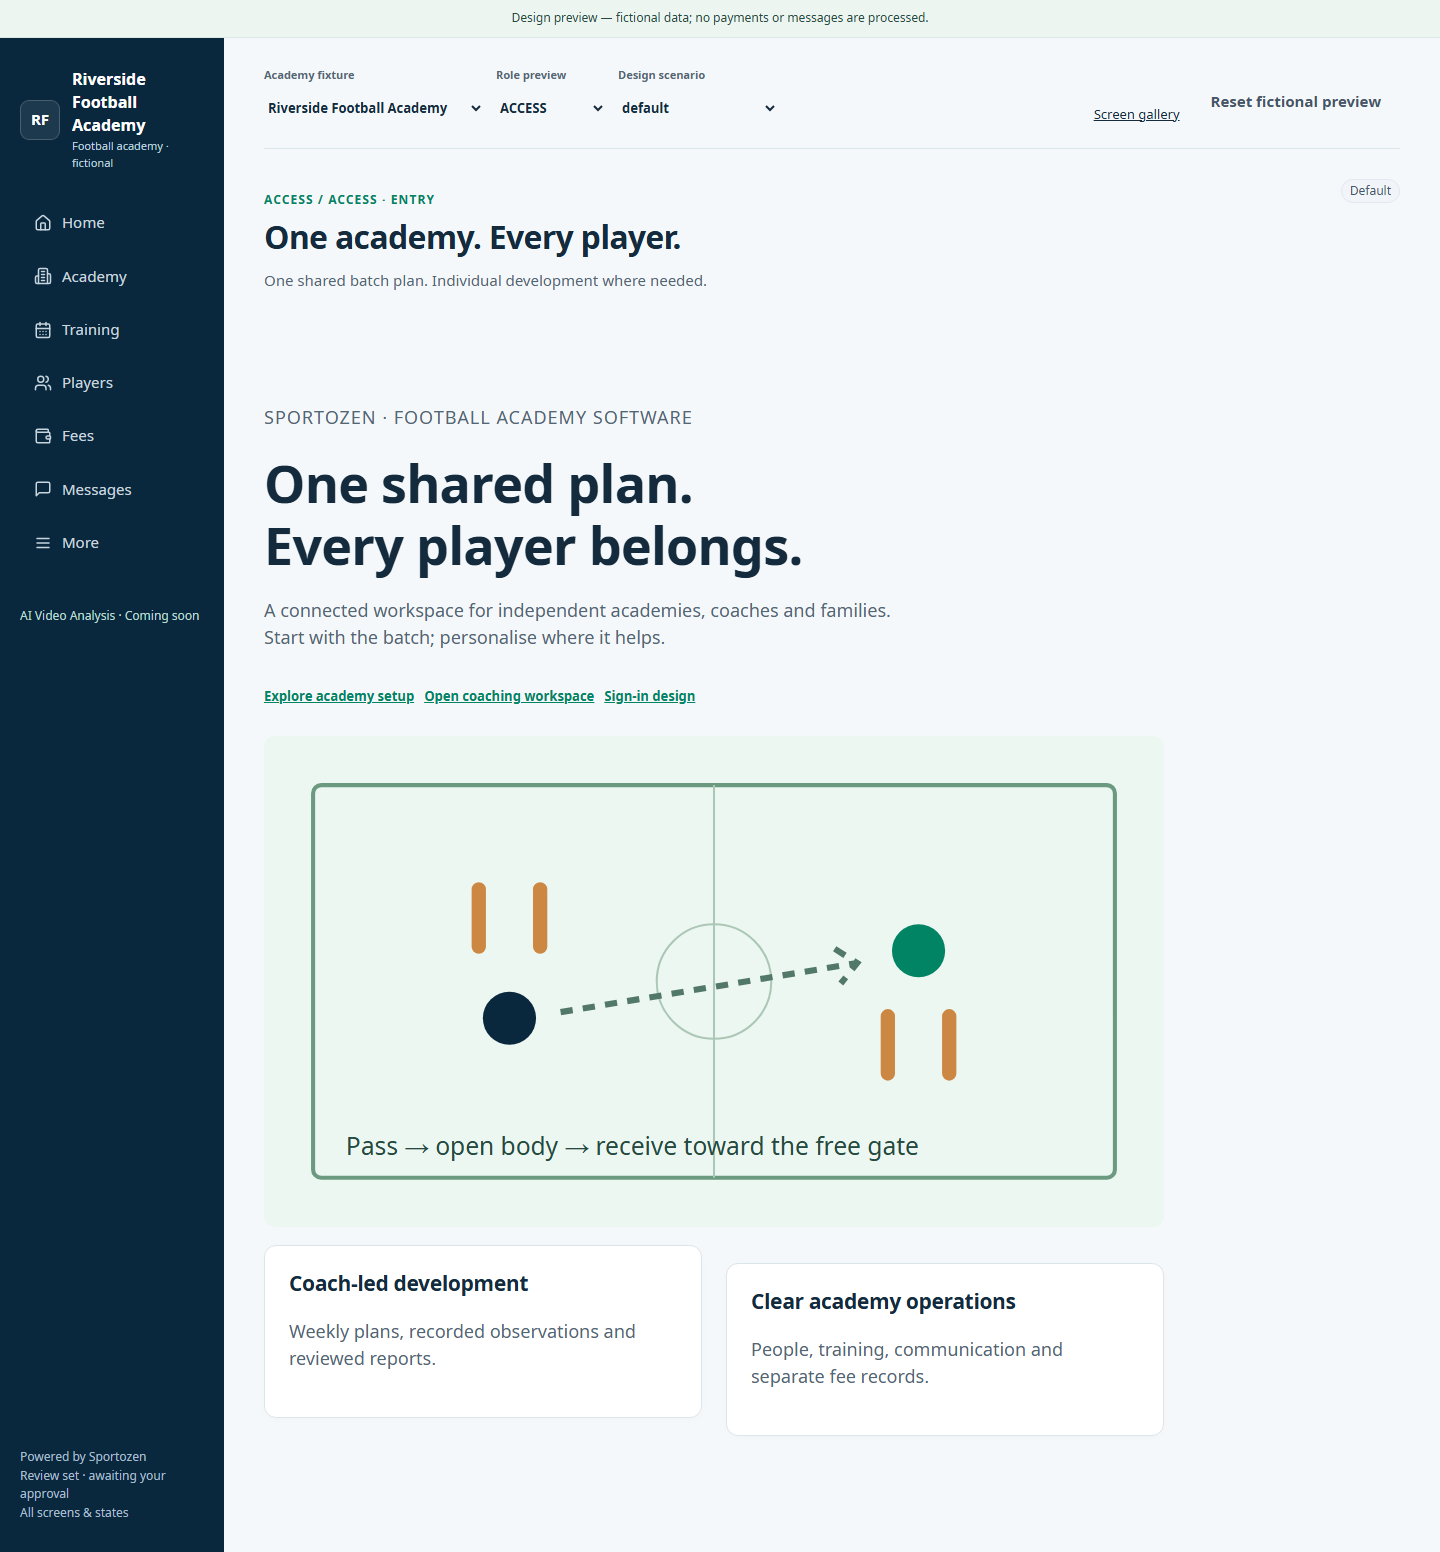 Design preview — fictional data; no payments or messages are processed.
RF
Riverside
Football
Academy
Football academy ·
fictional
Home
Academy
Training
Players
Fees
Messages
More
AI Video Analysis · Coming soon
Powered by Sportozen
Review set · awaiting your
approval
All screens & states
Academy fixture
Riverside Football Academy
Role preview
ACCESS
Design scenario
default
Screen gallery
Reset fictional preview
ACCESS / ACCESS · ENTRY
Default
One academy. Every player.
One shared batch plan. Individual development where needed.
SPORTOZEN · FOOTBALL ACADEMY SOFTWARE
One shared plan.
Every player belongs.
A connected workspace for independent academies, coaches and families.
Start with the batch; personalise where it helps.
Explore academy setup
Open coaching workspace
Sign-in design
Pass → open body → receive toward the free gate
Coach-led development
Weekly plans, recorded observations and
reviewed reports.
Clear academy operations
People, training, communication and
separate fee records.